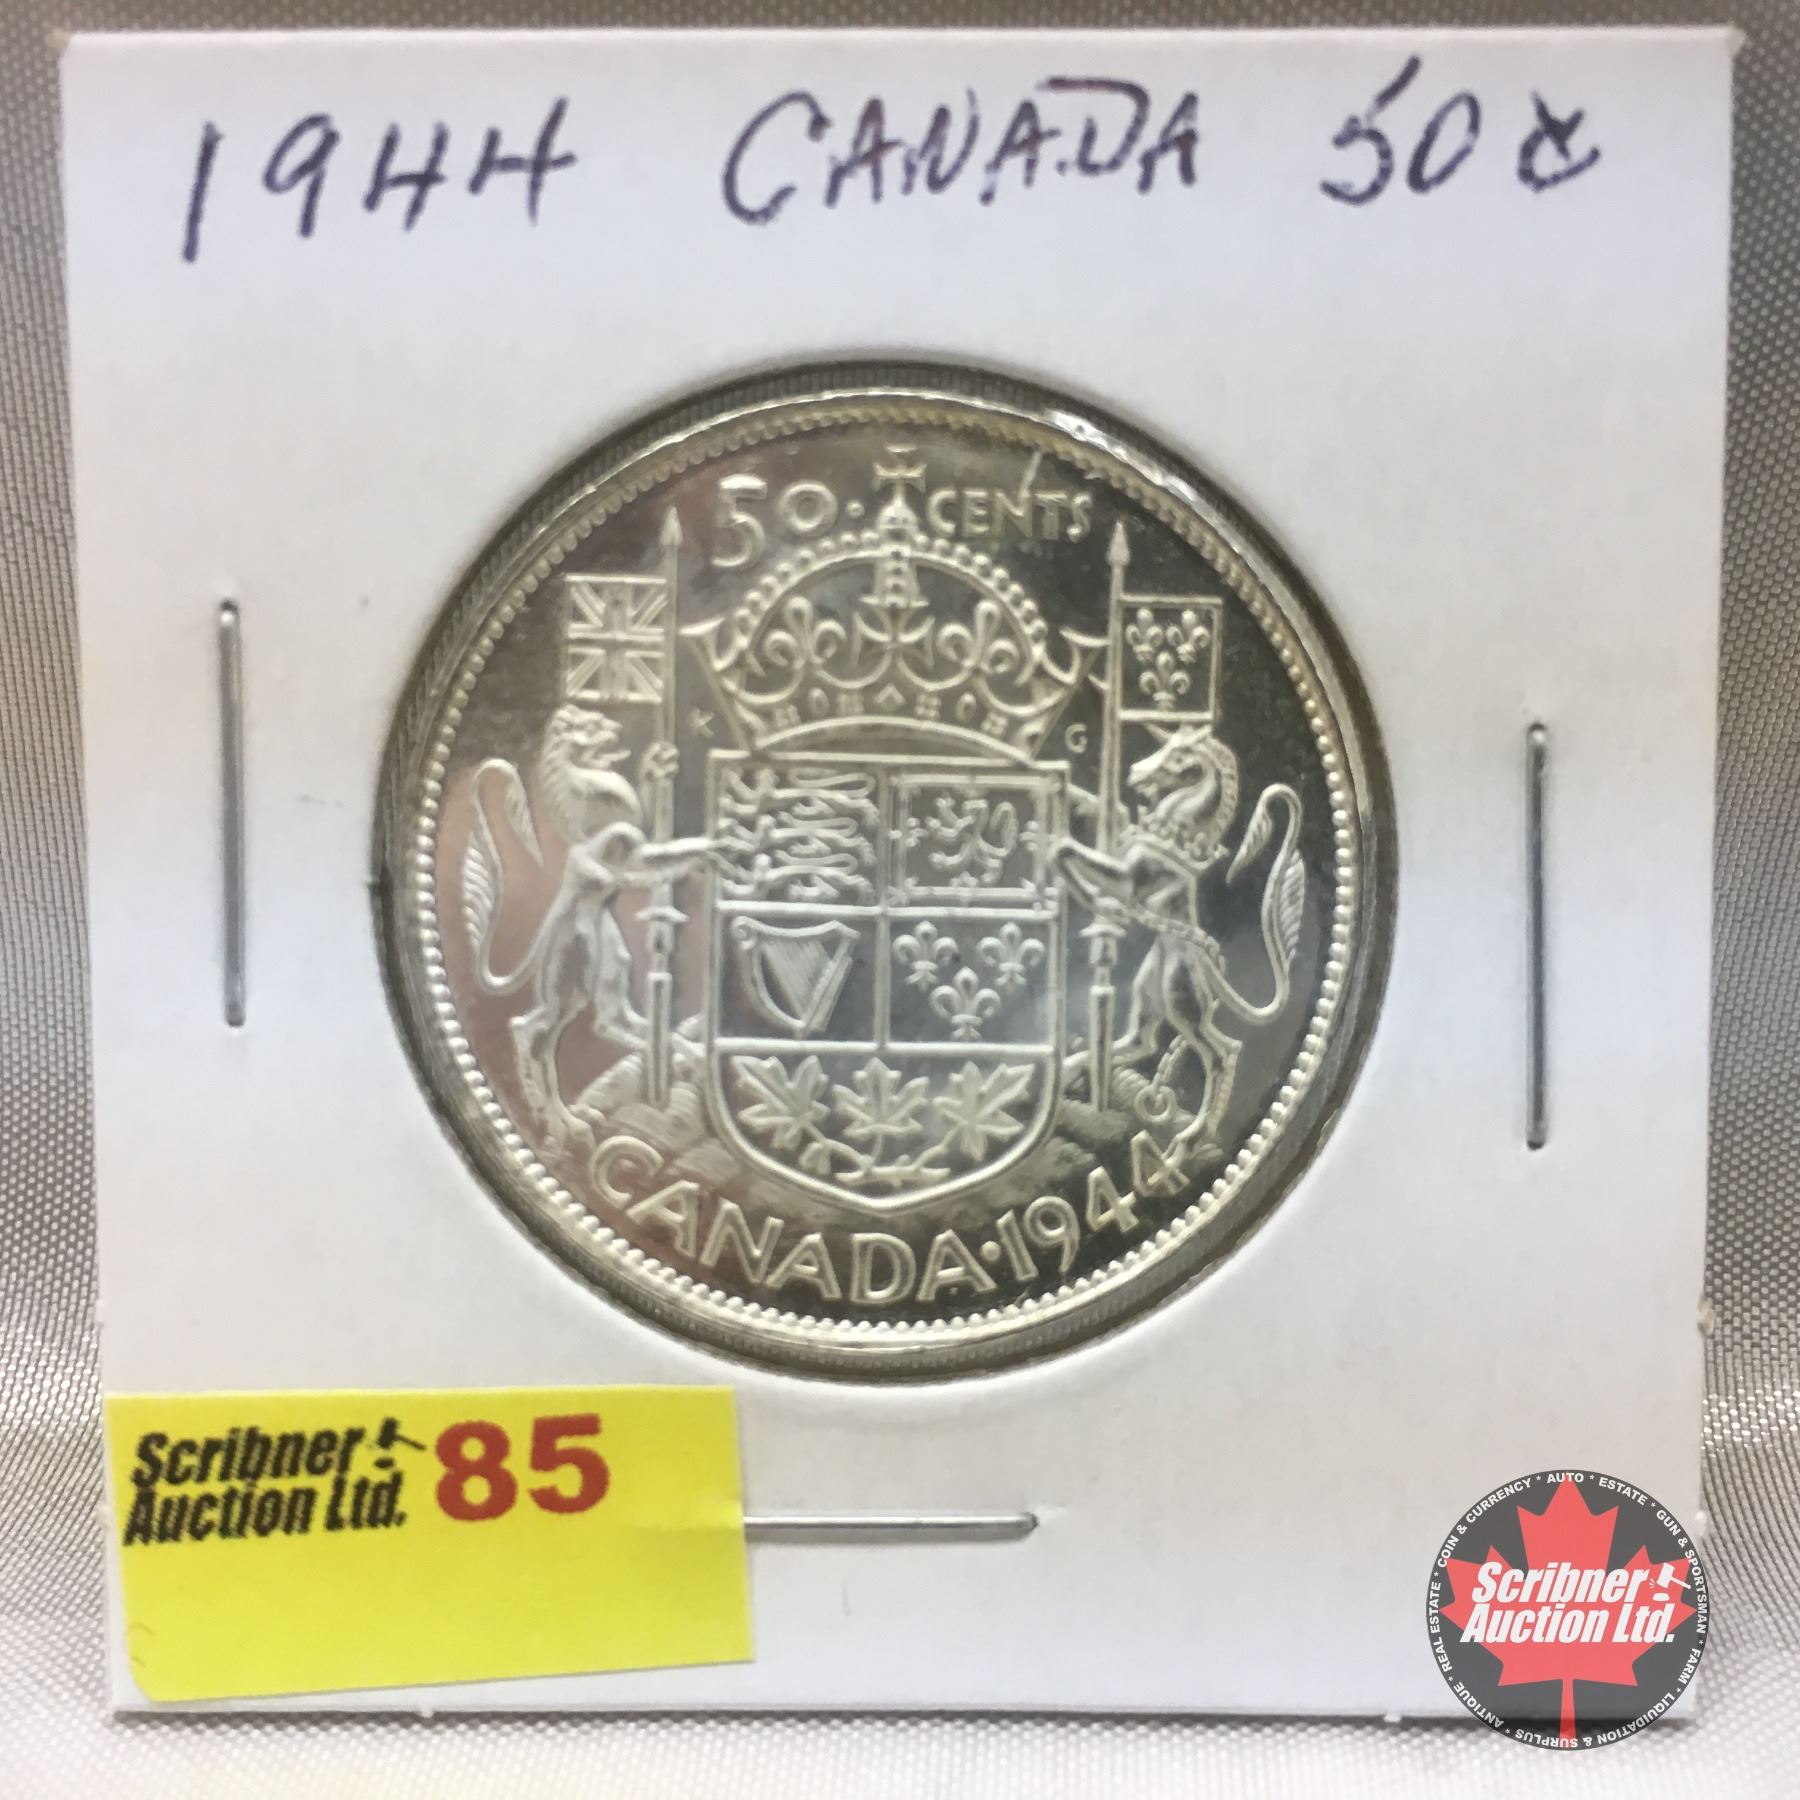 1944 CANADA 50¢
50 · CENTS
K G
CANADA · 1944
Scribner
Auction Ltd. 85
Scribner
Auction Ltd.
REAL ESTATE * COIN & CURRENCY * AUTO * ESTATE * GUN & SPORTSMAN * FARM * LIQUIDATION & SURPLUS * ANTIQUE *